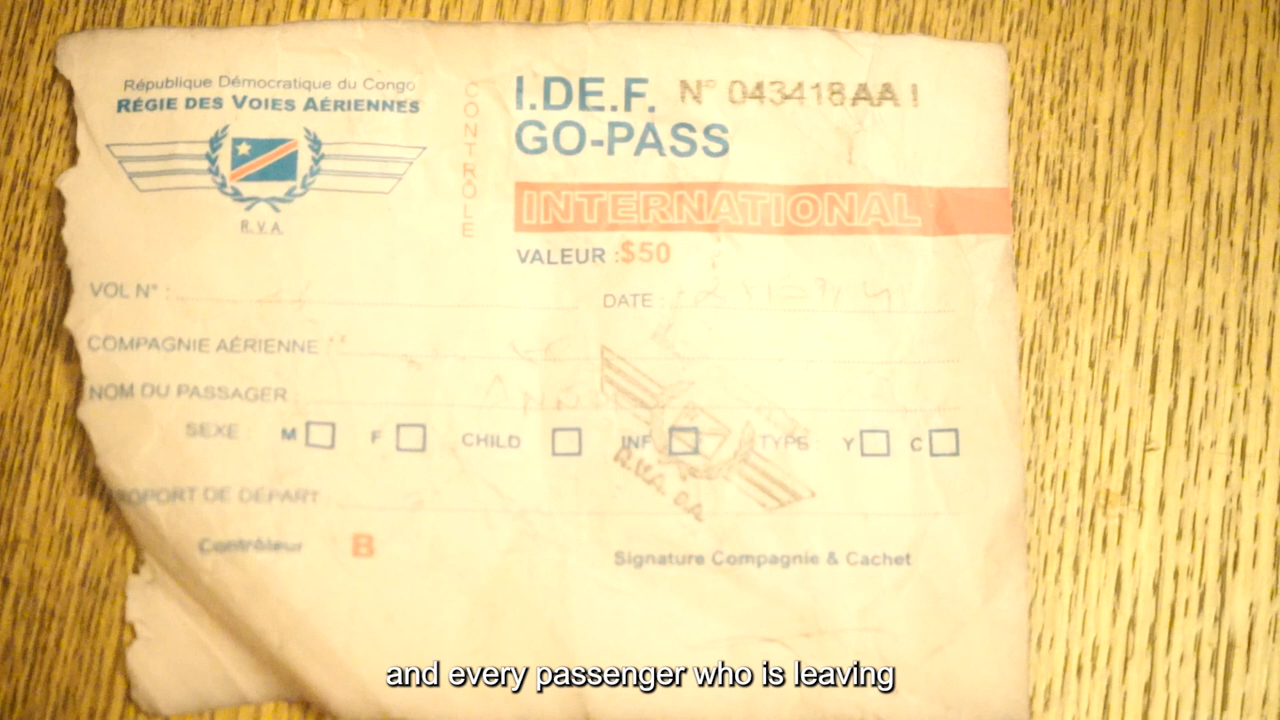 République Démocratique du Congo
RÉGIE DES VOIES AÉRIENNES
R.V.A.
CONTRÔLE
I.DE.F. N° 043418AA I
GO-PASS
INTERNATIONAL
VALEUR :$50
VOL N° :
DATE :
COMPAGNIE AÉRIENNE
NOM DU PASSAGER
SEXE M F CHILD INF TYPE Y C
R.V.A. S.A.
DE DÉPART
Contrôleur B
Signature Compagnie & Cachet
and every passenger who is leaving